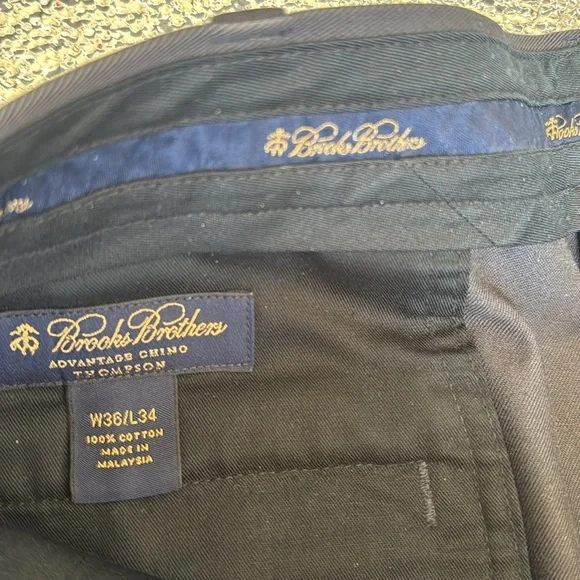 Brooks Brothers
Brooks Brothers
ADVANTAGE CHINO
THOMPSON
W36/L34
100% COTTON
MADE IN
MALAYSIA